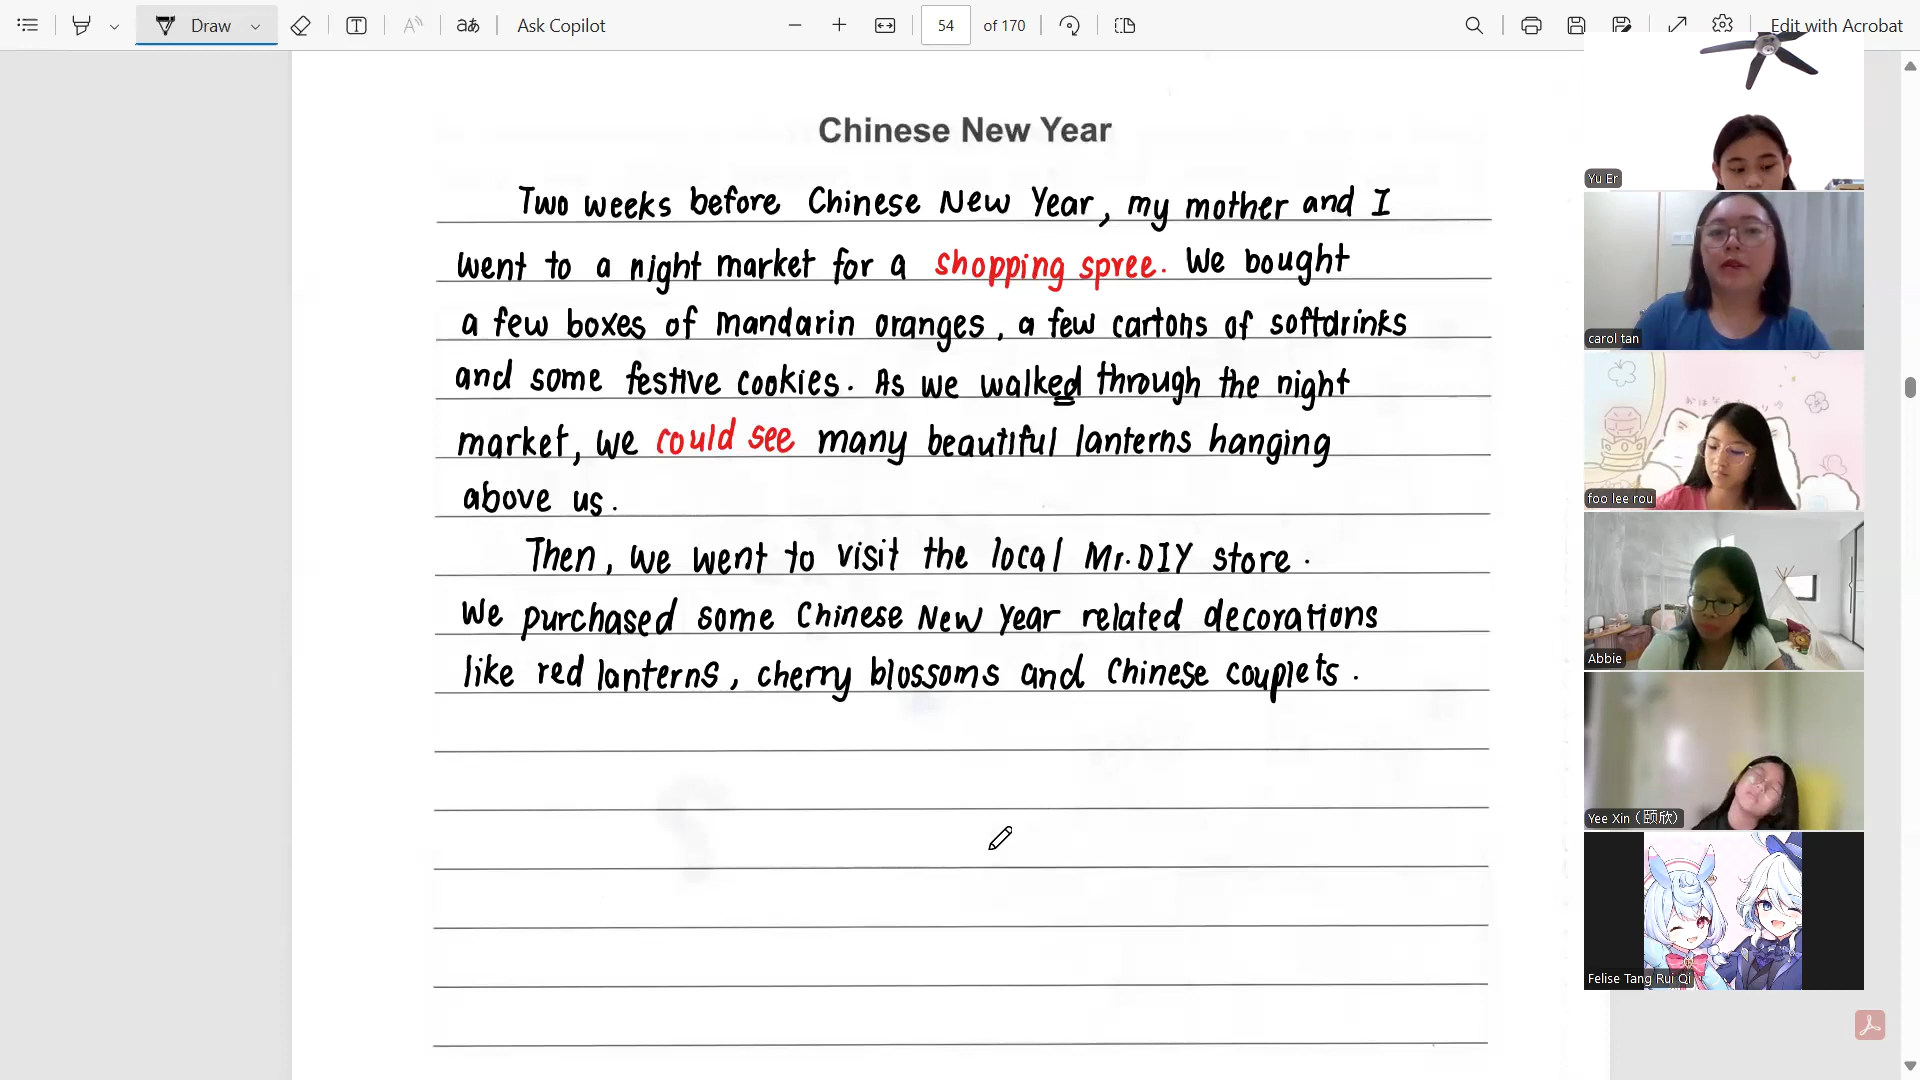 Draw
Ask Copilot
54 of 170
Edit with Acrobat
Chinese New Year
Two weeks before Chinese New Year, my mother and I
went to a night market for a shopping spree. We bought
a few boxes of mandarin oranges, a few cartons of softdrinks
and some festive cookies. As we walked through the night
market, we could see many beautiful lanterns hanging
above us.
Then, we went to visit the local Mr.DIY store.
We purchased some Chinese New Year related decorations
like red lanterns, cherry blossoms and Chinese couplets.
Yu Er
carol tan
foo lee rou
Abbie
Yee Xin (颐欣)
Felise Tang Rui Qi